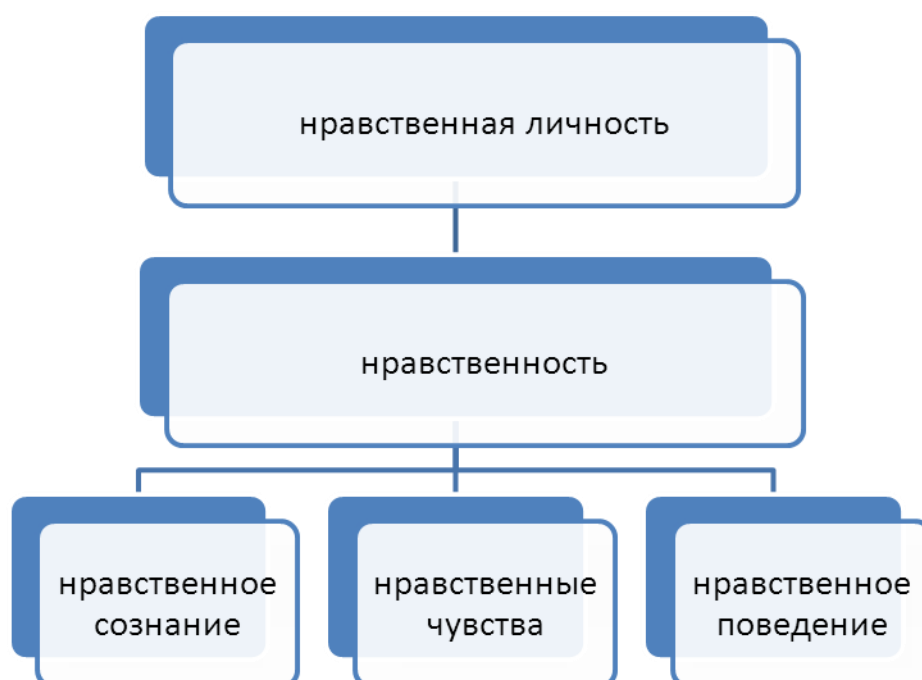 нравственная личность
нравственность
нравственное
сознание
нравственные
чувства
нравственное
поведение